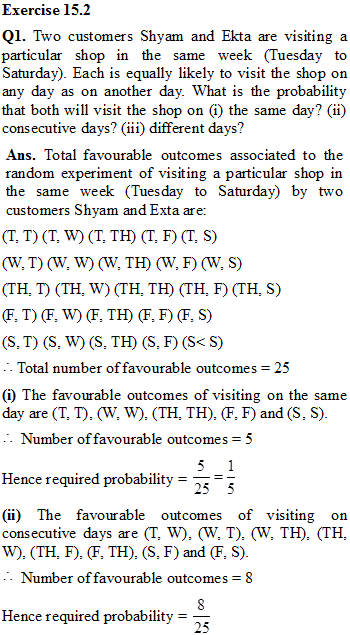 Exercise 15.2
Q1. Two customers Shyam and Ekta are visiting a
particular shop in the same week (Tuesday to
Saturday). Each is equally likely to visit the shop on
any day as on another day. What is the probability
that both will visit the shop on (i) the same day? (ii)
consecutive days? (iii) different days?
Ans. Total favourable outcomes associated to the
random experiment of visiting a particular shop in
the same week (Tuesday to Saturday) by two
customers Shyam and Exta are:
(T, T) (T, W) (T, TH) (T, F) (T, S)
(W, T) (W, W) (W, TH) (W, F) (W, S)
(TH, T) (TH, W) (TH, TH) (TH, F) (TH, S)
(F, T) (F, W) (F, TH) (F, F) (F, S)
(S, T) (S, W) (S, TH) (S, F) (S< S)
∴ Total number of favourable outcomes = 25
(i) The favourable outcomes of visiting on the same
day are (T, T), (W, W), (TH, TH), (F, F) and (S, S).
∴ Number of favourable outcomes = 5
Hence required probability = 5/25 = 1/5
(ii) The favourable outcomes of visiting on
consecutive days are (T, W), (W, T), (W, TH), (TH,
W), (TH, F), (F, TH), (S, F) and (F, S).
∴ Number of favourable outcomes = 8
Hence required probability = 8/25